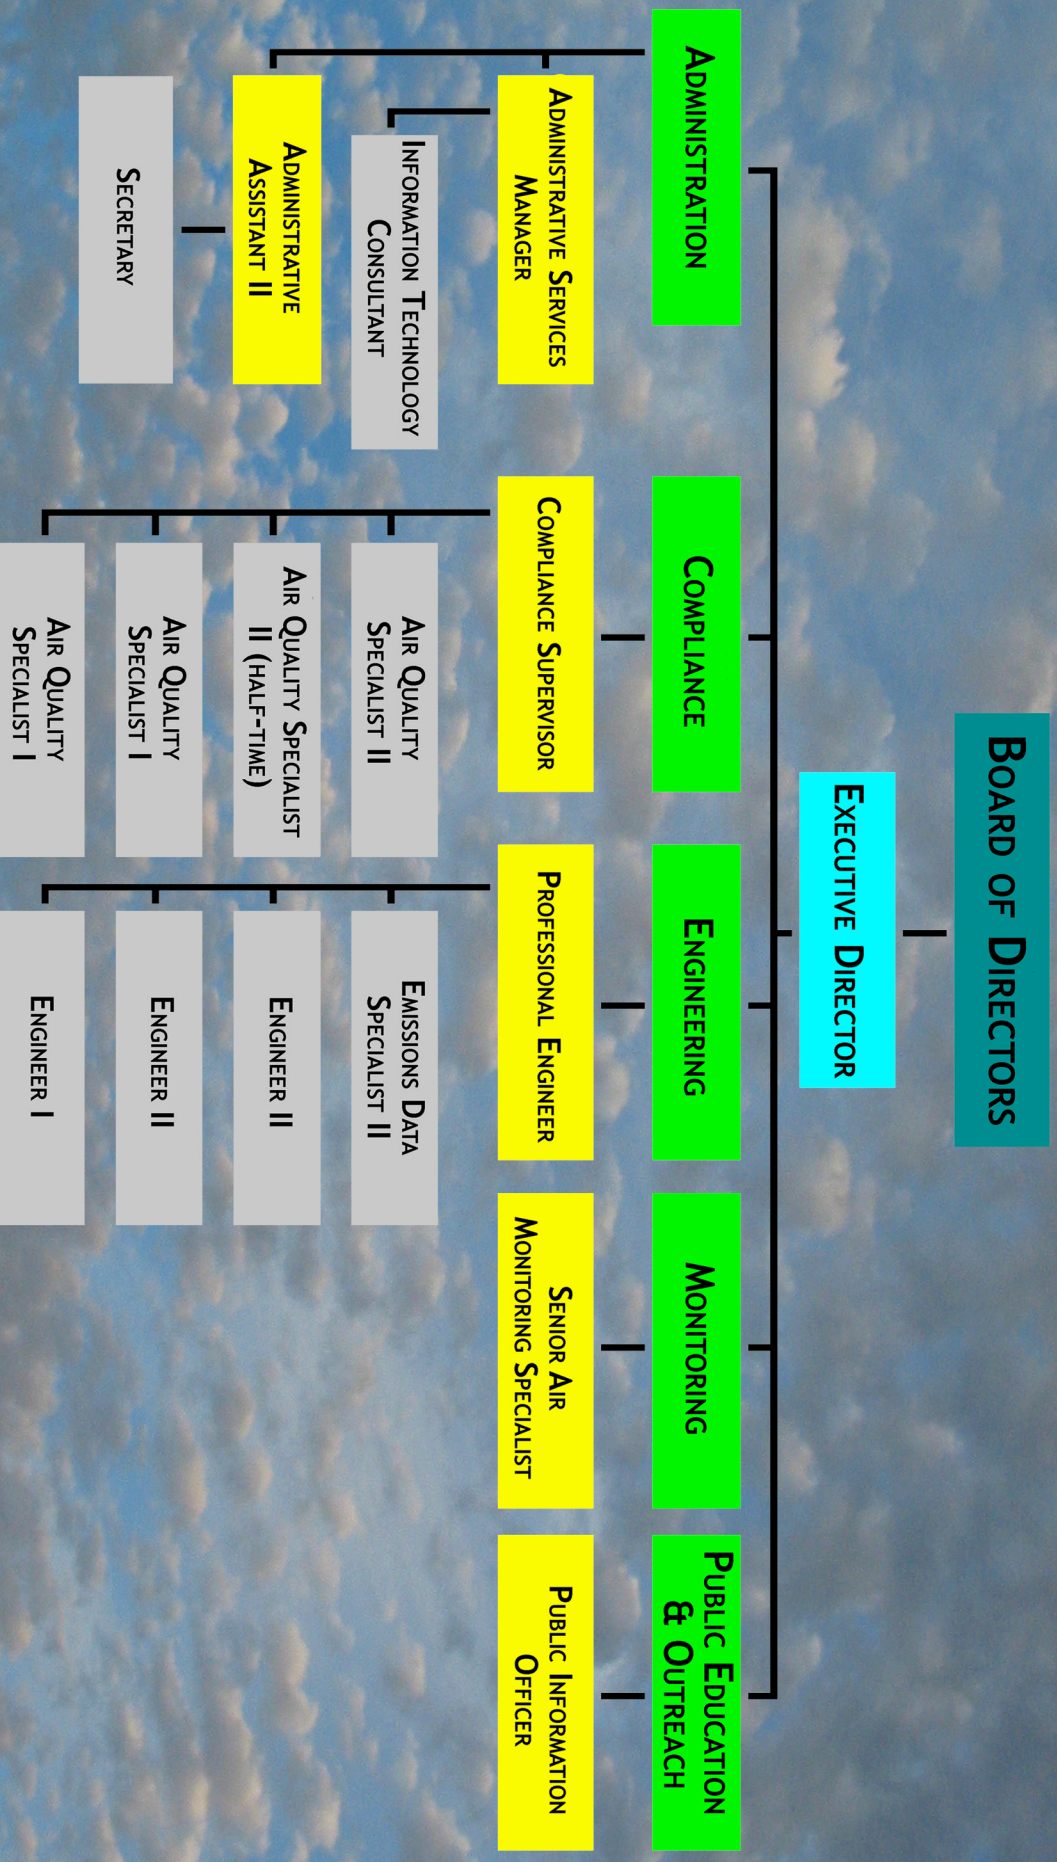 Board of Directors
Executive Director
Administration
Compliance
Engineering
Monitoring
Public Education
& Outreach
Administrative Services
Manager
Information Technology
Consultant
Administrative
Assistant II
Secretary
Compliance Supervisor
Air Quality
Specialist II
Air Quality Specialist
II (half-time)
Air Quality
Specialist I
Air Quality
Specialist I
Professional Engineer
Emissions Data
Specialist II
Engineer II
Engineer II
Engineer I
Senior Air
Monitoring Specialist
Public Information
Officer